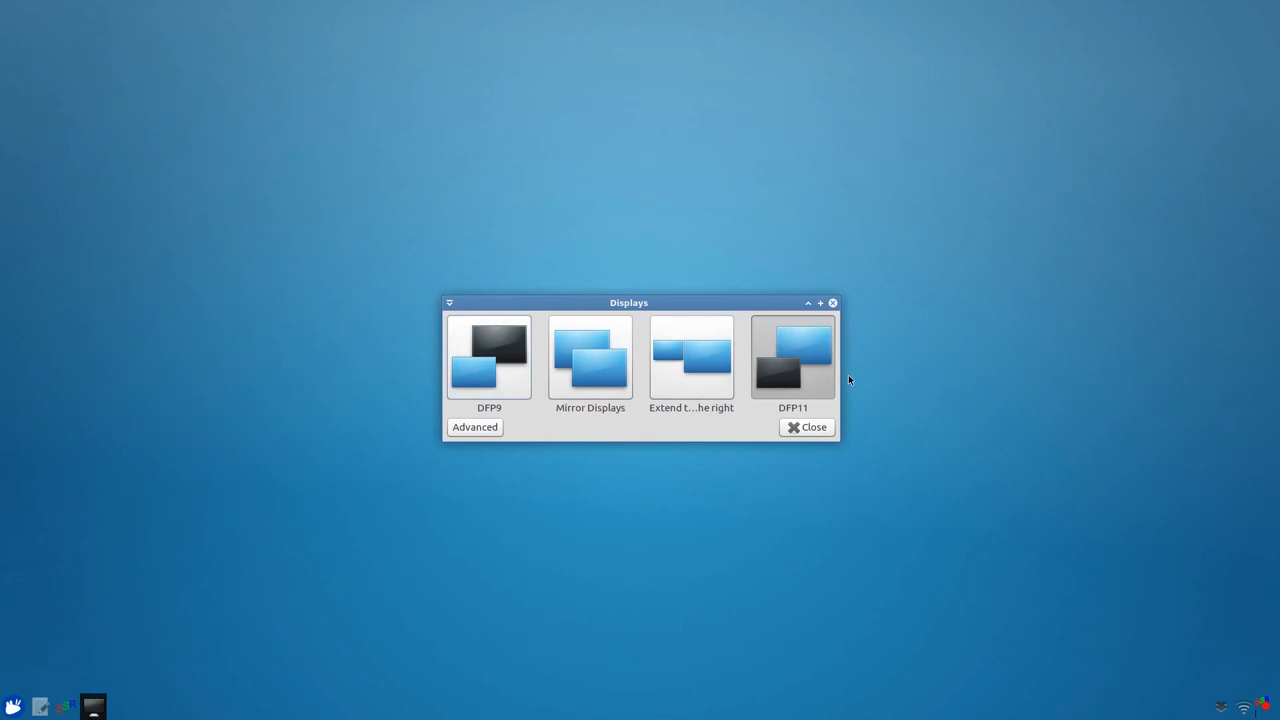 Displays
DFP9
Mirror Displays
Extend t...he right
DFP11
Advanced
Close